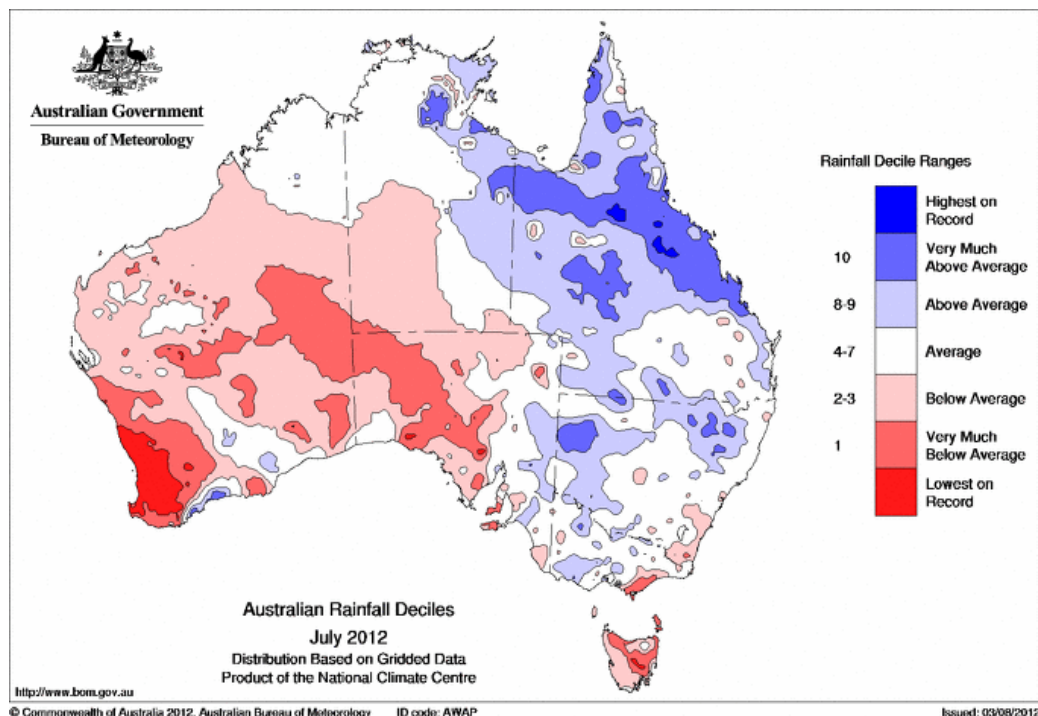 Australian Government
Bureau of Meteorology
Rainfall Decile Ranges
Highest on
Record
10
Very Much
Above Average
8-9
Above Average
4-7
Average
2-3
Below Average
1
Very Much
Below Average
Lowest on
Record
Australian Rainfall Deciles
July 2012
Distribution Based on Gridded Data
Product of the National Climate Centre
http://www.bom.gov.au
© Commonwealth of Australia 2012, Australian Bureau of Meteorology ID code: AWAP Issued: 03/08/2012